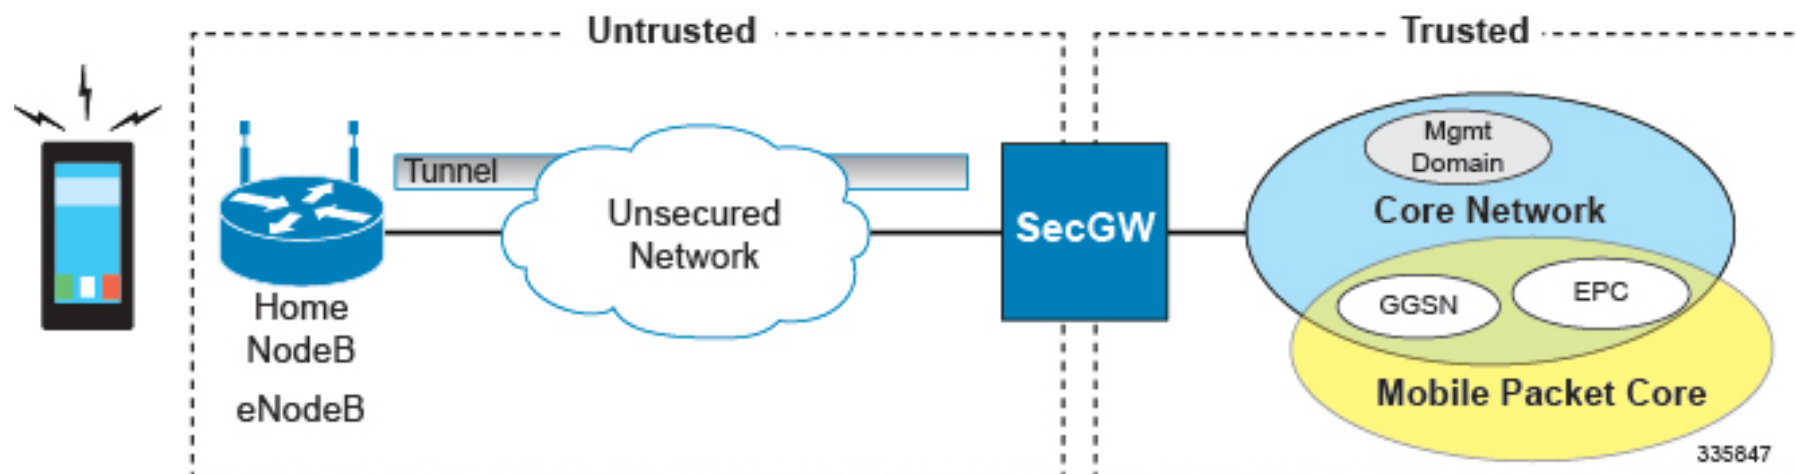 Untrusted
Trusted
Tunnel
Unsecured
Network
Home
NodeB
eNodeB
SecGW
Mgmt
Domain
Core Network
GGSN
EPC
Mobile Packet Core
335847